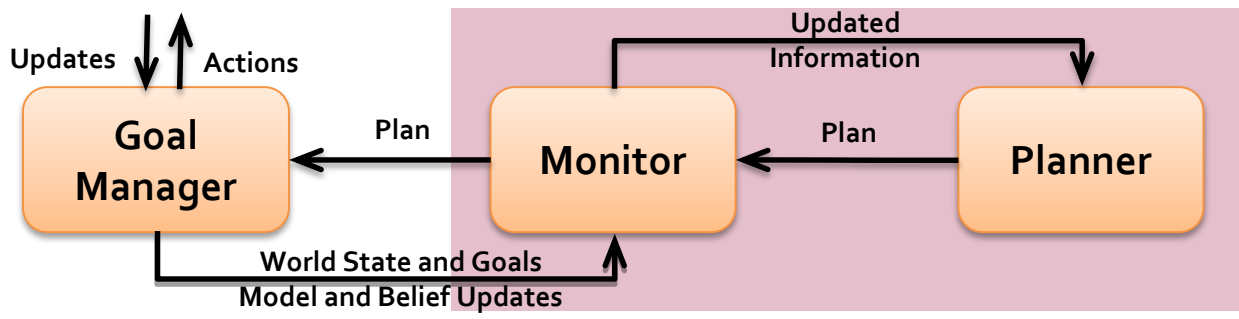 Updates
Actions
Goal
Manager
Plan
World State and Goals
Model and Belief Updates
Monitor
Updated
Information
Plan
Planner